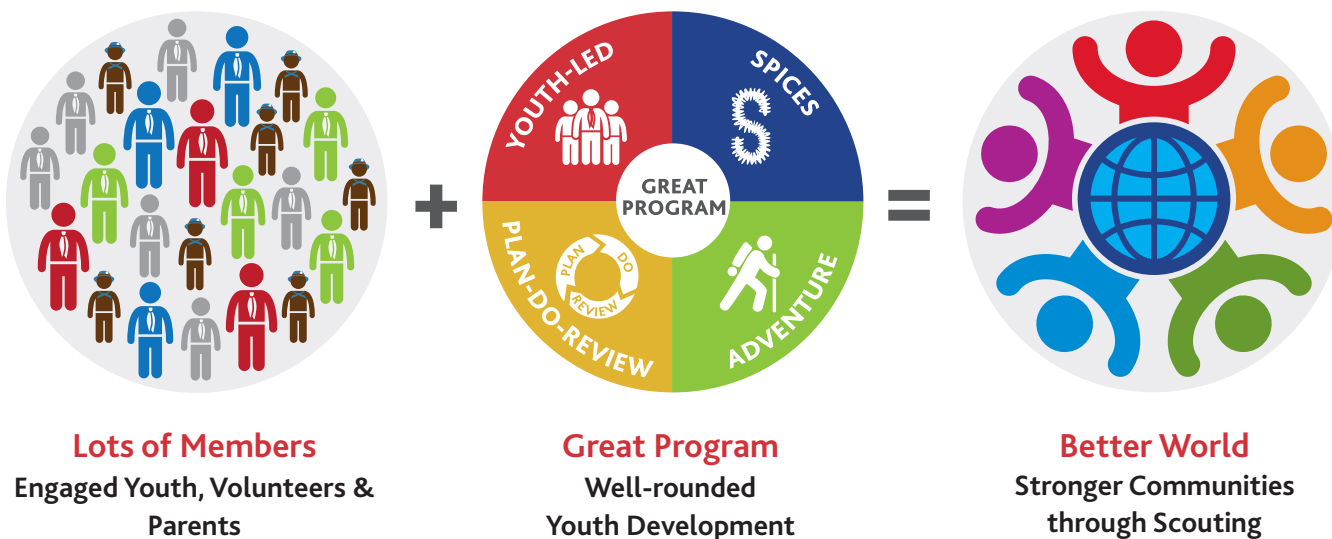 YOUTH-LED
SPICES
GREAT
PROGRAM
PLAN-DO-REVIEW
PLAN
DO
REVIEW
ADVENTURE
+
=
Lots of Members
Engaged Youth, Volunteers &
Parents
Great Program
Well-rounded
Youth Development
Better World
Stronger Communities
through Scouting